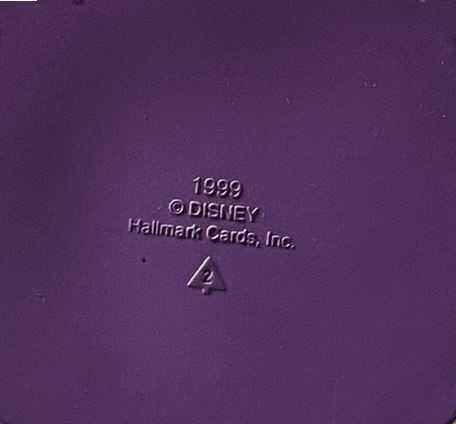 1999
© DISNEY
Hallmark Cards, Inc.
2